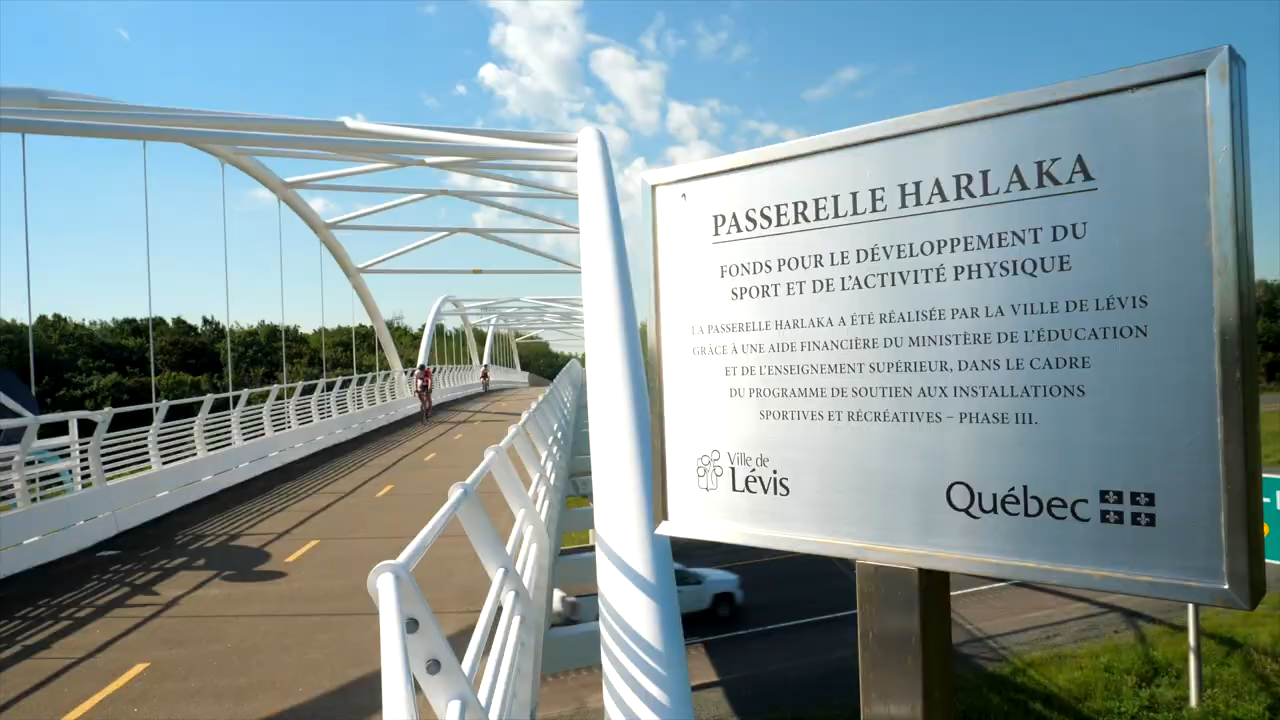 PASSERELLE HARLAKA
FONDS POUR LE DÉVELOPPEMENT DU
SPORT ET DE L'ACTIVITÉ PHYSIQUE
LA PASSERELLE HARLAKA A ÉTÉ RÉALISÉE PAR LA VILLE DE LÉVIS
GRÂCE À UNE AIDE FINANCIÈRE DU MINISTÈRE DE L'ÉDUCATION
ET DE L'ENSEIGNEMENT SUPÉRIEUR, DANS LE CADRE
DU PROGRAMME DE SOUTIEN AUX INSTALLATIONS
SPORTIVES ET RÉCRÉATIVES – PHASE III.
Ville de
Lévis
Québec